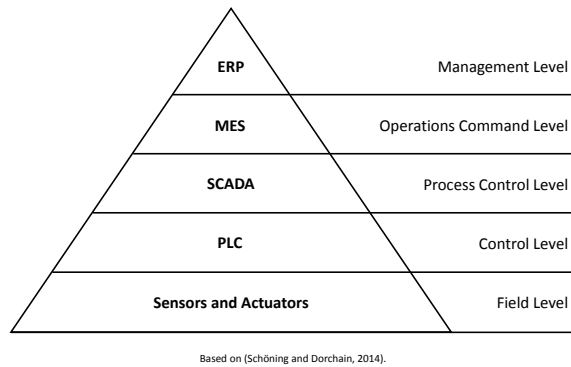 ERP Management Level
MES Operations Command Level
SCADA Process Control Level
PLC Control Level
Sensors and Actuators Field Level
Based on (Schöning and Dorchain, 2014).